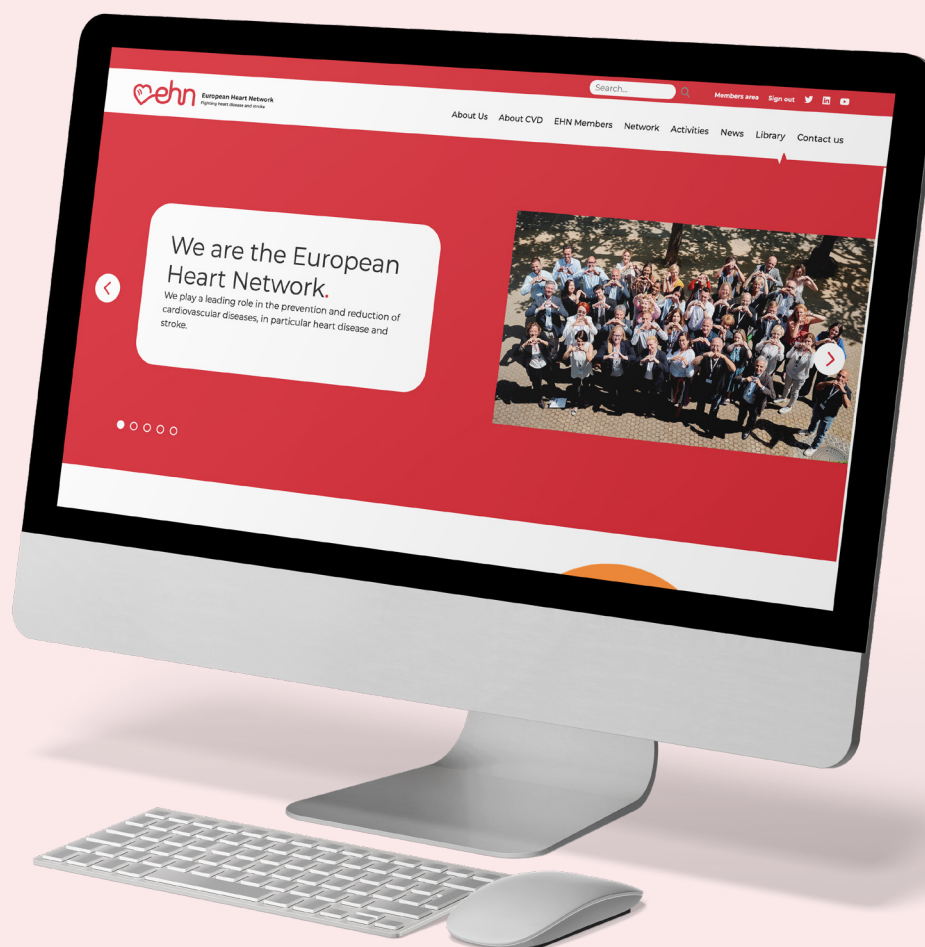 Search...
Members area Sign out
ehn European Heart Network
Fighting heart disease and stroke
About Us About CVD EHN Members Network Activities News Library Contact us
We are the European
Heart Network.
We play a leading role in the prevention and reduction of
cardiovascular diseases, in particular heart disease and
stroke.